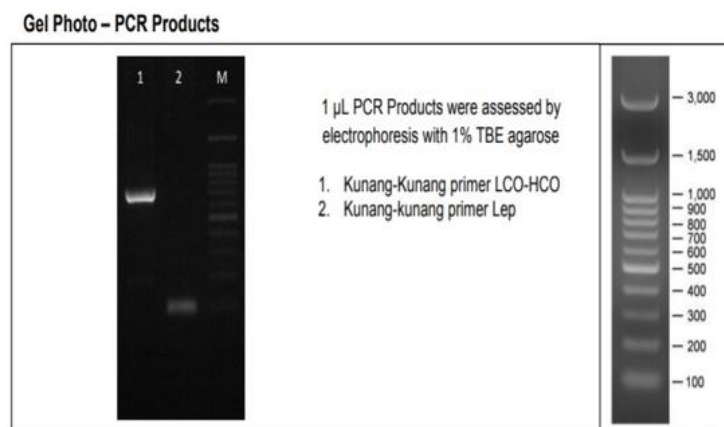 Gel Photo – PCR Products
1 2 M
1 µL PCR Products were assessed by
electrophoresis with 1% TBE agarose
1. Kunang-Kunang primer LCO-HCO
2. Kunang-kunang primer Lep
3,000
1,500
1,000
900
800
700
600
500
400
300
200
100